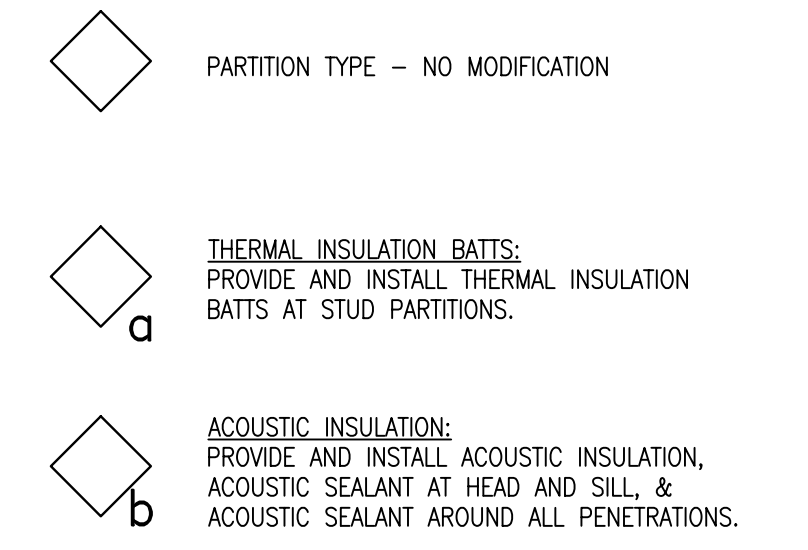 PARTITION TYPE – NO MODIFICATION
THERMAL INSULATION BATTS:
PROVIDE AND INSTALL THERMAL INSULATION
BATTS AT STUD PARTITIONS.
a
ACOUSTIC INSULATION:
PROVIDE AND INSTALL ACOUSTIC INSULATION,
ACOUSTIC SEALANT AT HEAD AND SILL, &
ACOUSTIC SEALANT AROUND ALL PENETRATIONS.
b